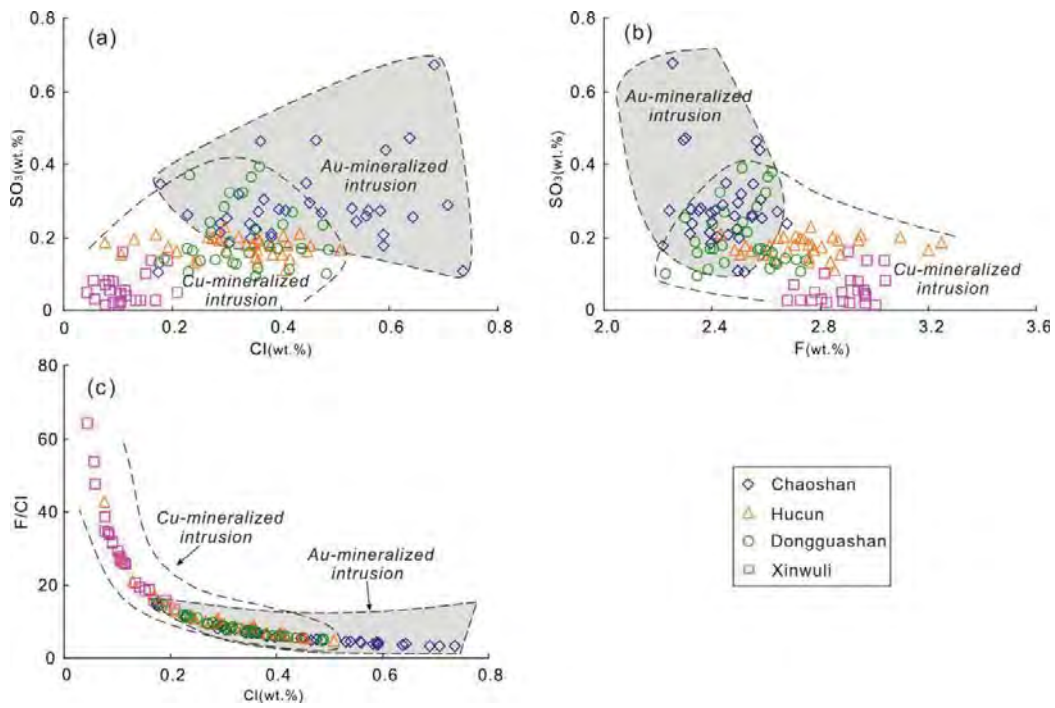 (a)
0.8
0.6
0.4
0.2
0
SO3(wt.%)
Au-mineralized
intrusion
Cu-mineralized
intrusion
0 0.2 0.4 0.6 0.8
Cl(wt.%)
(b)
0.8
0.6
0.4
0.2
0
SO3(wt.%)
Au-mineralized
intrusion
Cu-mineralized
intrusion
2.0 2.4 2.8 3.2 3.6
F(wt.%)
(c)
80
60
40
20
0
F/Cl
Cu-mineralized
intrusion
Au-mineralized
intrusion
0 0.2 0.4 0.6 0.8
Cl(wt.%)
Chaoshan
Hucun
Dongguashan
Xinwuli